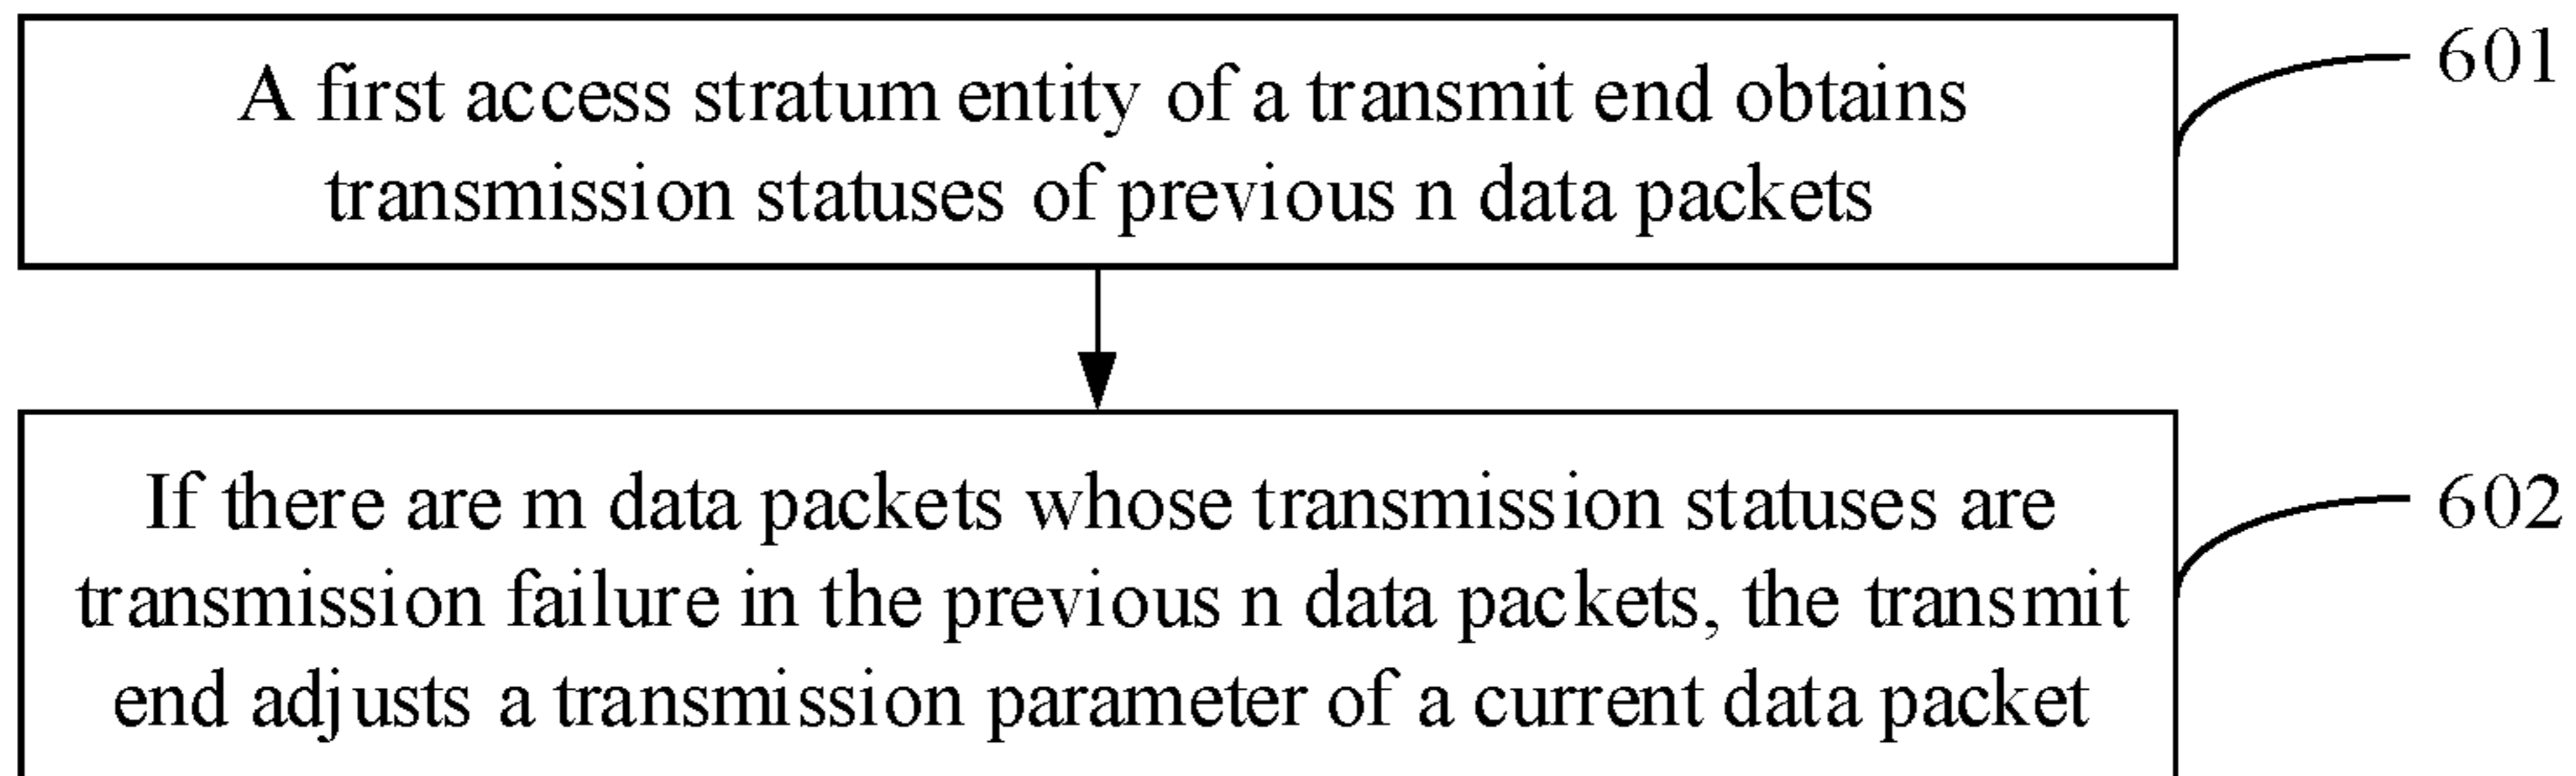 A first access stratum entity of a transmit end obtains
transmission statuses of previous n data packets
601
If there are m data packets whose transmission statuses are
transmission failure in the previous n data packets, the transmit
end adjusts a transmission parameter of a current data packet
602